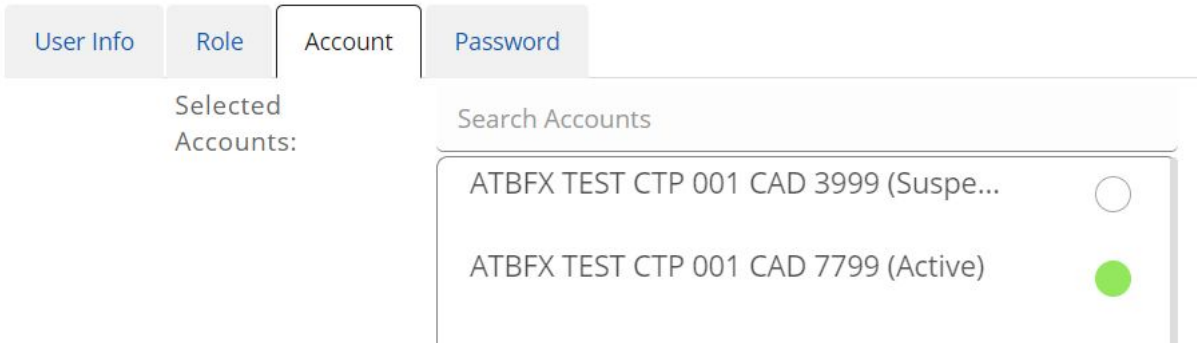 User Info Role Account Password
Selected
Accounts:
Search Accounts
ATBFX TEST CTP 001 CAD 3999 (Suspe...
ATBFX TEST CTP 001 CAD 7799 (Active)